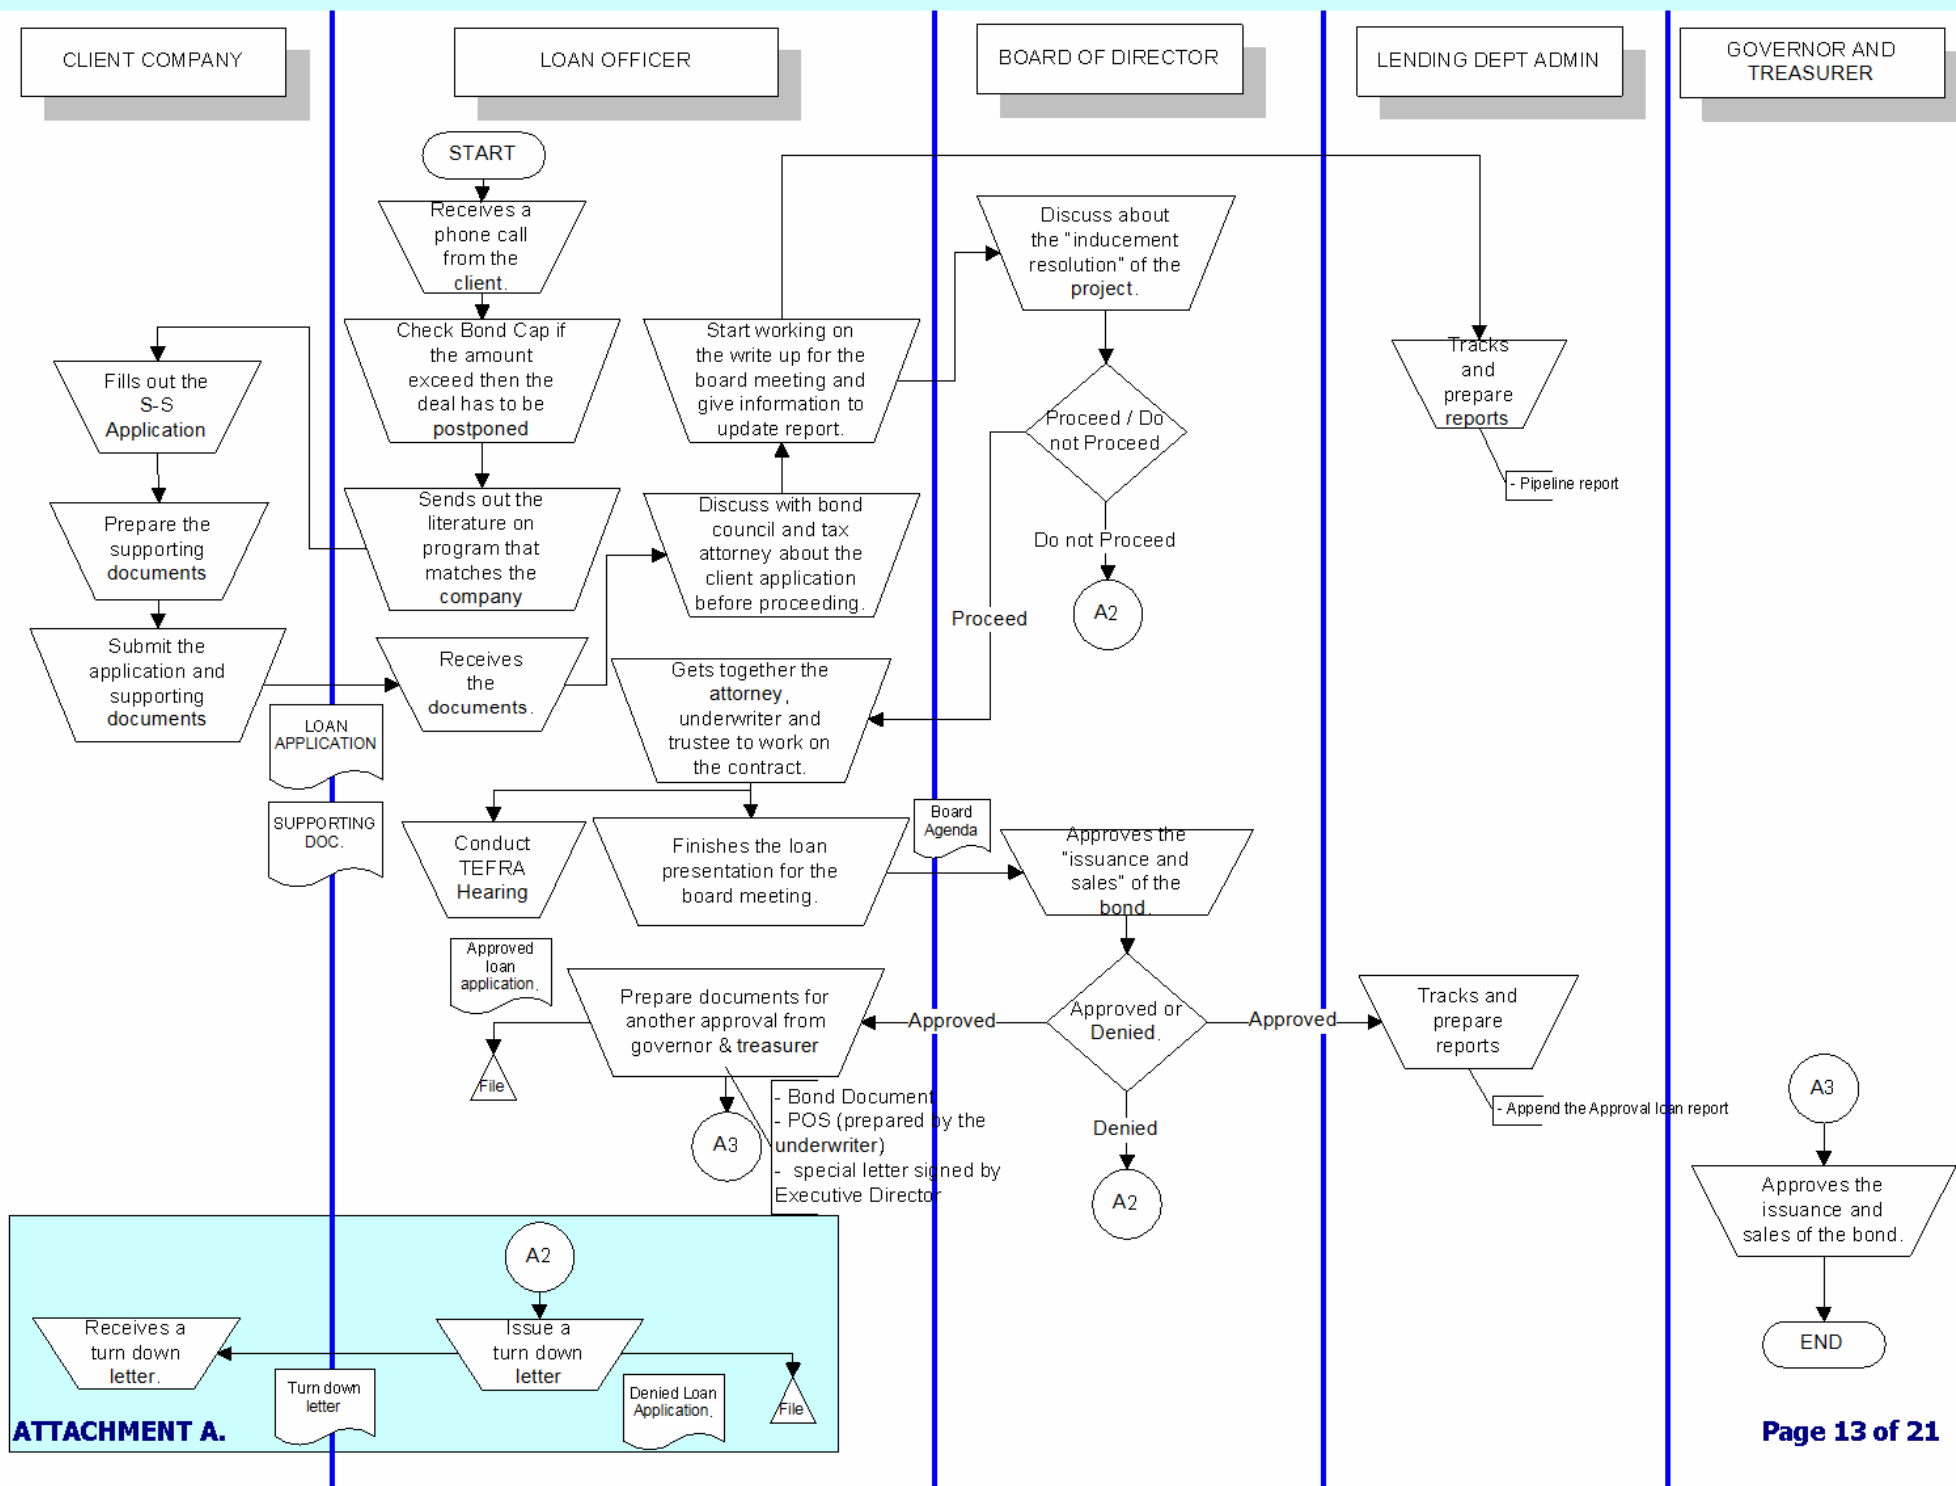 CLIENT COMPANY
LOAN OFFICER
BOARD OF DIRECTOR
LENDING DEPT ADMIN
GOVERNOR AND
TREASURER
START
Receives a
phone call
from the
client.
Check Bond Cap if
the amount
exceed then the
deal has to be
postponed
Sends out the
literature on
program that
matches the
company
Fills out the
S-S
Application
Prepare the
supporting
documents
Submit the
application and
supporting
documents
LOAN
APPLICATION
SUPPORTING
DOC.
Receives
the
documents.
Discuss with bond
council and tax
attorney about the
client application
before proceeding.
Start working on
the write up for the
board meeting and
give information to
update report.
Discuss about
the "inducement
resolution" of the
project.
Proceed / Do
not Proceed
Do not Proceed
A2
Proceed
Tracks
and
prepare
reports
- Pipeline report
Gets together the
attorney,
underwriter and
trustee to work on
the contract.
Conduct
TEFRA
Hearing
Finishes the loan
presentation for the
board meeting.
Board
Agenda
Approves the
"issuance and
sales" of the
bond.
Approved or
Denied.
Approved
Approved
Denied
A2
Tracks and
prepare
reports
- Append the Approval loan report
Approved
loan
application.
Prepare documents for
another approval from
governor & treasurer
File
A3
- Bond Document
- POS (prepared by the
underwriter)
- special letter signed by
Executive Director
A3
Approves the
issuance and
sales of the bond.
END
A2
Issue a
turn down
letter
Receives a
turn down
letter.
Turn down
letter
Denied Loan
Application.
File
ATTACHMENT A.
Page 13 of 21